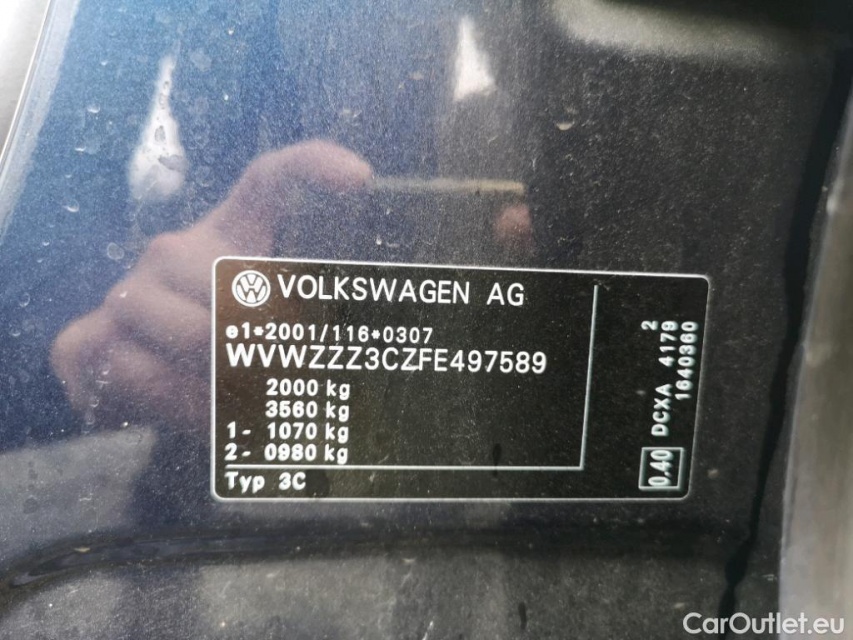 VOLKSWAGEN AG
e1*2001/116*0307
WVWZZZ3CZFE497589
2000 kg
3560 kg
1- 1070 kg
2- 0980 kg
Typ 3C
0.40 DCXA 4179 2
1640360
CarOutlet.eu